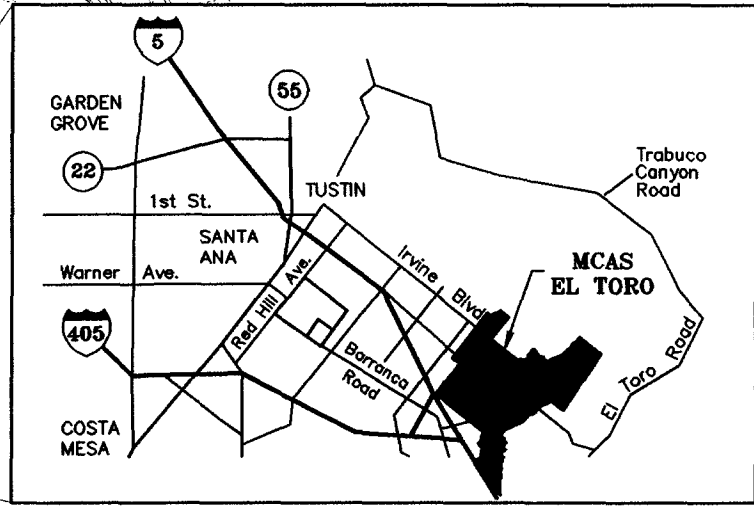 5
55
GARDEN
GROVE
22
Trabuco
Canyon
Road
TUSTIN
1st St.
SANTA
ANA
Irvine Blvd
MCAS
EL TORO
Warner Ave.
Red Hill Ave.
405
Barranca
Road
El Toro Road
COSTA
MESA